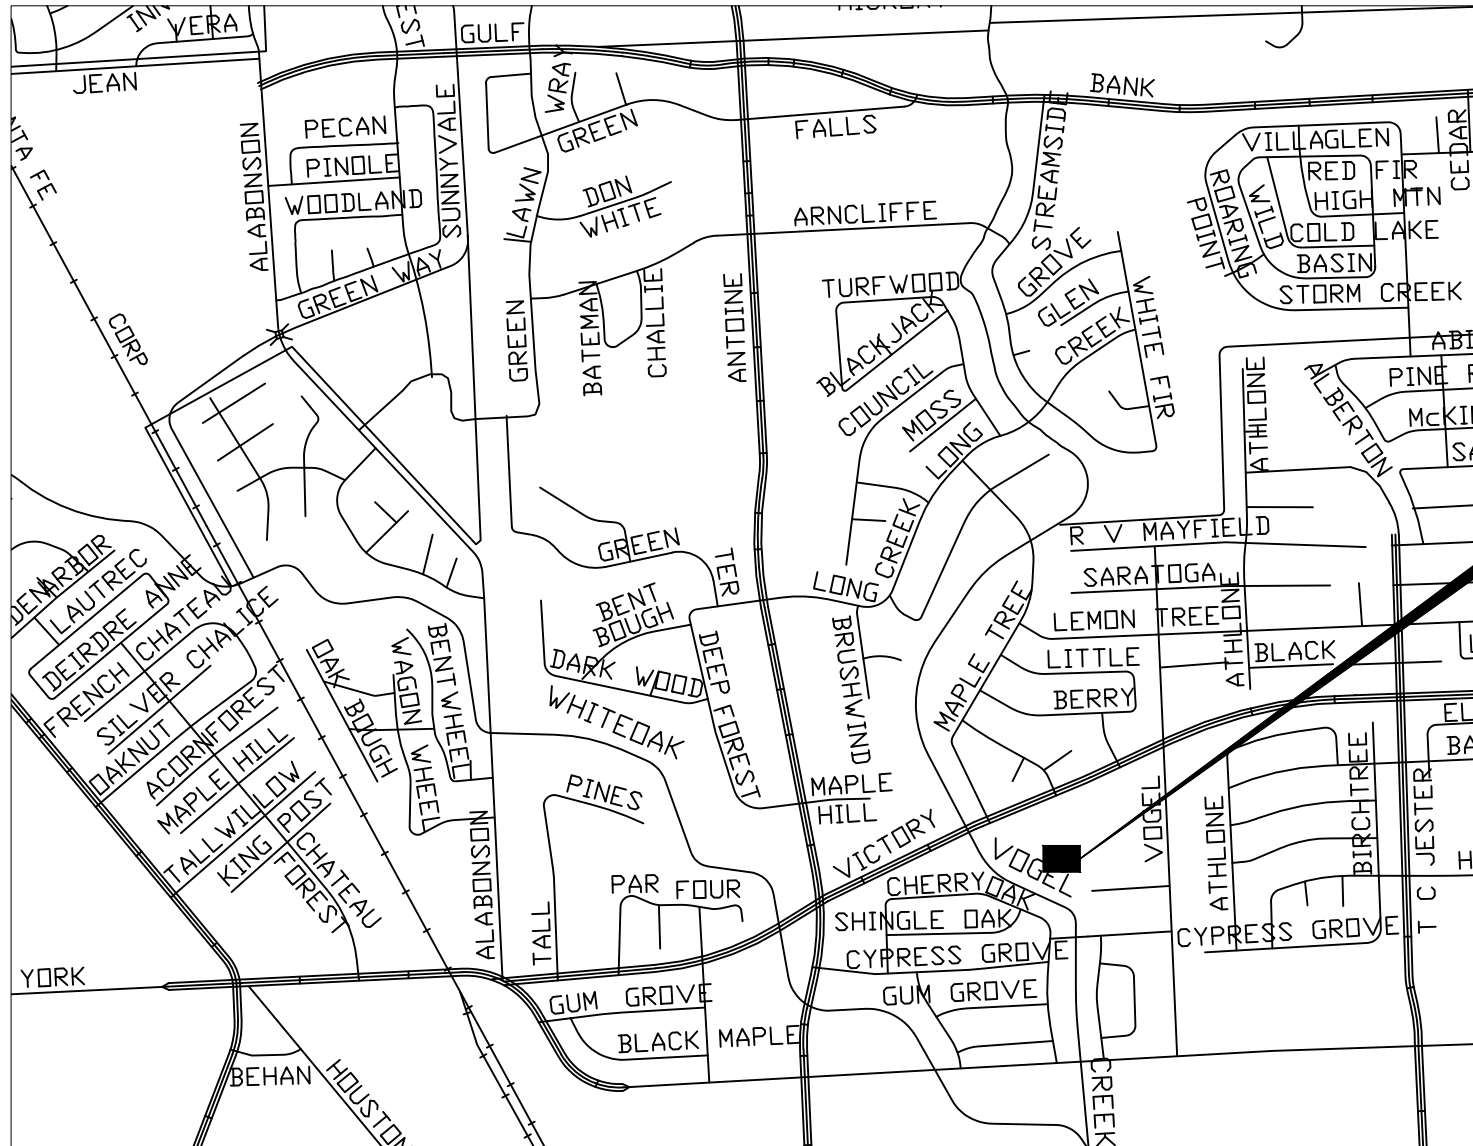 VERA
GULF
JEAN
BANK
WRAY
PECAN
GREEN
FALLS
PINOLE
ALABONSON
SUNNYVALE
STREAMSIDE
CEDAR
VILLAGLEN
RED FIR
HIGH MTN
WOODLAND
LAWN
DON
WHITE
ARNCLIFFE
ROARING
POINT
WILD
COLD LAKE
BASIN
STORM CREEK
GREEN WAY
GROVE
TURFWOOD
GLEN
CREEK
WHITE FIR
BATEMAN
CHALLIE
ANTOINE
GREEN
CORP
BLACKJACK
COUNCIL
MOSS
LONG
ATHLONE
ALBERTON
R V MAYFIELD
CREEK
GREEN
TER
LONG
SARATOGA
ATHLONE
LEMON TREE
BLACK
LITTLE
BERRY
MAPLE TREE
BENT
BOUGH
DARK WOOD
DEEP FOREST
BRUSHWIND
WHITEOAK
LAUTREC
DEIRDRE ANNE
FRENCH CHATEAU
SILVER CHALICE
OAKNUT
ACORNFOREST
MAPLE HILL
TALLWILLOW
KING POST
CHATEAU
FOREST
OAK BOUGH
WAGON WHEEL
BENTWHEEL
PINES
MAPLE
HILL
VICTORY
VOGEL
VOGEL
ATHLONE
BIRCHTREE
T C JESTER
PAR FOUR
TALL
ALABONSON
CHERRY OAK
SHINGLE OAK
CYPRESS GROVE
CYPRESS GROVE
YORK
GUM GROVE
GUM GROVE
BLACK MAPLE
BEHAN
HOUSTON
CREEK